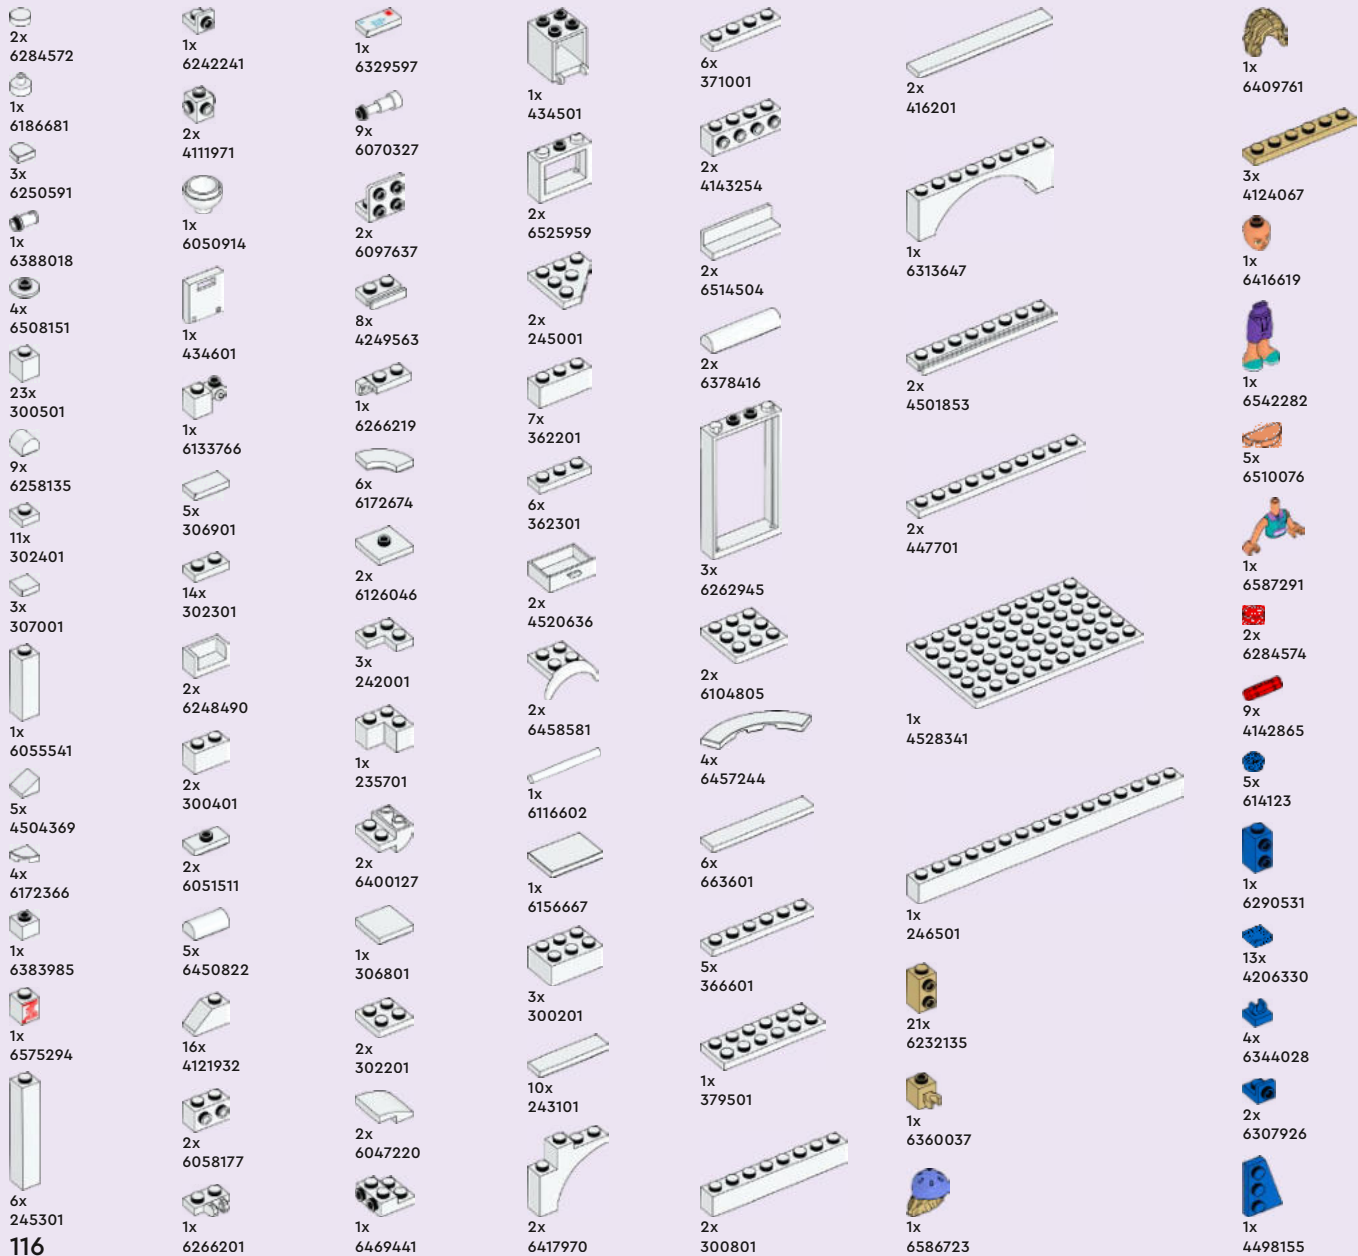 2x
6284572
1x
6186681
3x
6250591
1x
6388018
4x
6508151
23x
300501
9x
6258135
11x
302401
3x
307001
1x
6055541
5x
4504369
4x
6172366
1x
6383985
1x
6575294
6x
245301
116
1x
6242241
2x
4111971
1x
6050914
1x
434601
1x
6133766
5x
306901
14x
302301
2x
6248490
2x
300401
2x
6051511
5x
6450822
16x
4121932
2x
6058177
1x
6266201
1x
6329597
9x
6070327
2x
6097637
8x
4249563
1x
6266219
6x
6172674
2x
6126046
3x
242001
1x
235701
2x
6400127
1x
306801
2x
302201
2x
6047220
1x
6469441
1x
434501
2x
6525959
2x
245001
7x
362201
6x
362301
2x
4520636
2x
6458581
1x
6116602
1x
6156667
3x
300201
10x
243101
2x
6417970
6x
371001
2x
4143254
2x
6514504
2x
6378416
3x
6262945
2x
6104805
4x
6457244
6x
663601
5x
366601
1x
379501
2x
300801
2x
416201
1x
6313647
2x
4501853
2x
447701
1x
4528341
1x
246501
21x
6232135
1x
6360037
1x
6586723
1x
6409761
3x
4124067
1x
6416619
1x
6542282
5x
6510076
1x
6587291
2x
6284574
9x
4142865
5x
614123
1x
6290531
13x
4206330
4x
6344028
2x
6307926
1x
4498155